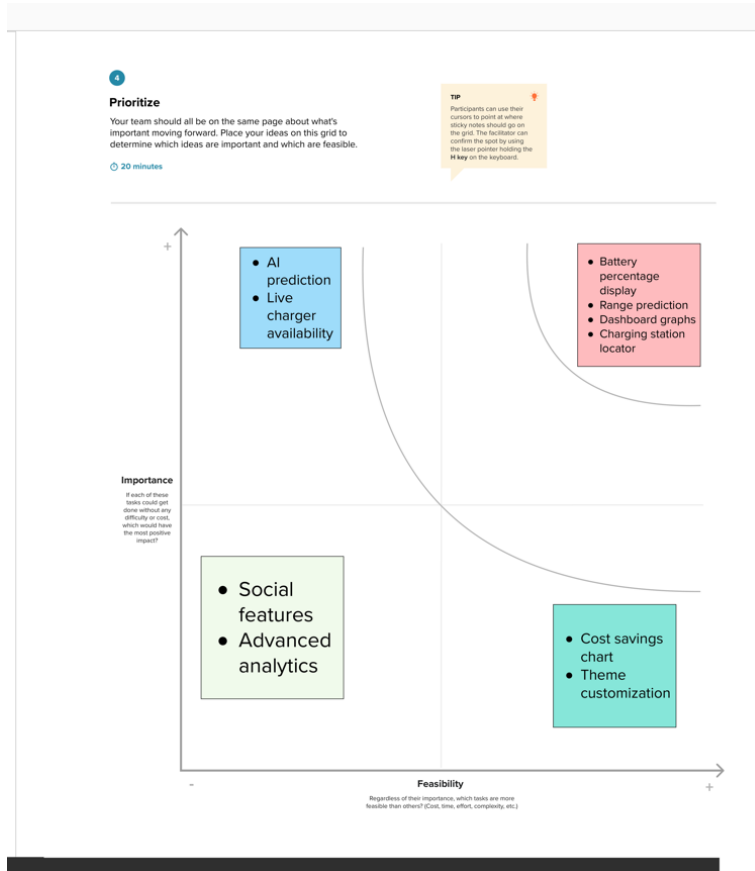 4
Prioritize
Your team should all be on the same page about what's
important moving forward. Place your ideas on this grid to
determine which ideas are important and which are feasible.
20 minutes
TIP
Participants can use their
cursors to point at where
sticky notes should go on
the grid. The facilitator can
confirm the spot by using
the laser pointer holding the
H key on the keyboard.
+
● AI
prediction
● Live
charger
availability
● Battery
percentage
display
● Range prediction
● Dashboard graphs
● Charging station
locator
Importance
If each of these
tasks could get
done without any
difficulty or cost,
which would have
the most positive
impact?
● Social
features
● Advanced
analytics
● Cost savings
chart
● Theme
customization
-
Feasibility
+
Regardless of their importance, which tasks are more
feasible than others? (Cost, time, effort, complexity, etc.)